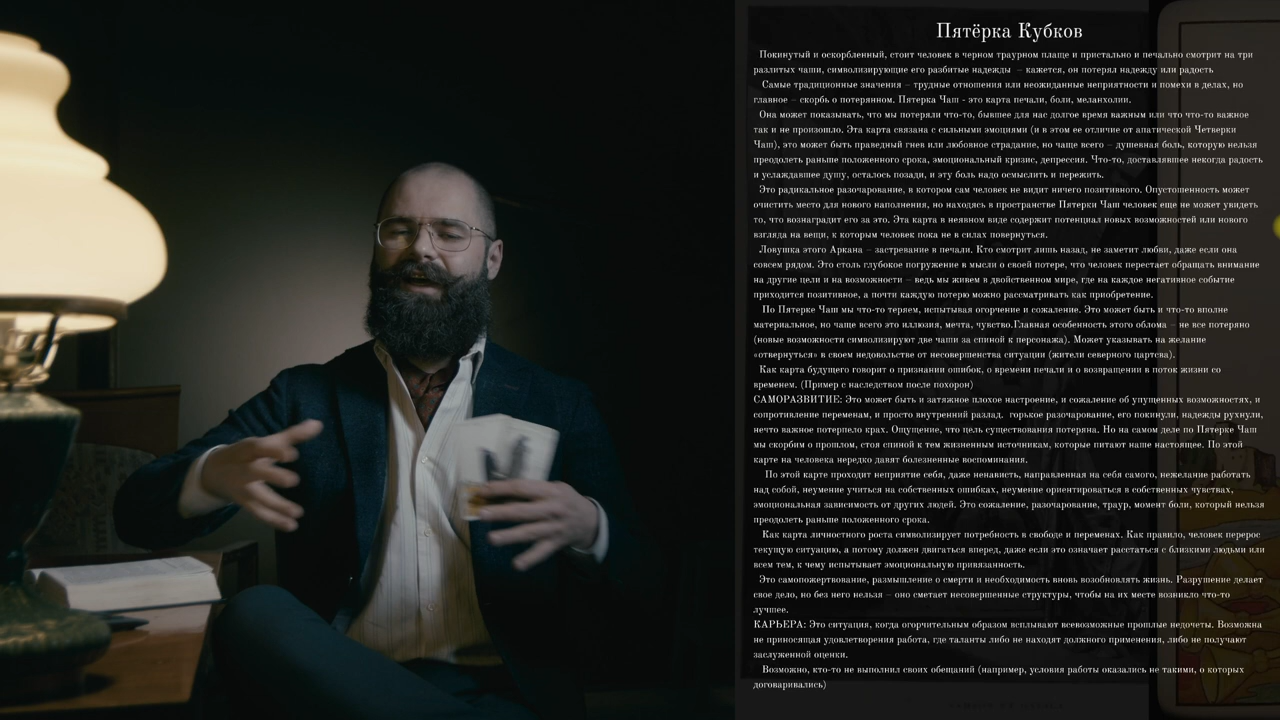 Пятёрка Кубков
Покинутый и оскорбленный, стоит человек в черном траурном плаще и пристально и печально смотрит на три
разлитых чаши, символизирующие его разбитые надежды – кажется, он потерял надежду или радость
Самые традиционные значения – трудные отношения или неожиданные неприятности и помехи в делах, но
главное – скорбь о потерянном. Пятерка Чаш - это карта печали, боли, меланхолии.
Она может показывать, что мы потеряли что-то, бывшее для нас долгое время важным или что что-то важное
так и не произошло. Эта карта связана с сильными эмоциями (и в этом ее отличие от апатической Четверки
Чаш), это может быть праведный гнев или любовное страдание, но чаще всего – душевная боль, которую нельзя
преодолеть раньше положенного срока, эмоциональный кризис, депрессия. Что-то, доставлявшее некогда радость
и услаждавшее душу, осталось позади, и эту боль надо осмыслить и пережить.
Это радикальное разочарование, в котором сам человек не видит ничего позитивного. Опустошенность может
очистить место для нового наполнения, но находясь в пространстве Пятерки Чаш человек еще не может увидеть
то, что вознаградит его за это. Эта карта в неявном виде содержит потенциал новых возможностей или нового
взгляда на вещи, к которым человек пока не в силах повернуться.
Ловушка этого Аркана – застревание в печали. Кто смотрит лишь назад, не заметит любви, даже если она
совсем рядом. Это столь глубокое погружение в мысли о своей потере, что человек перестает обращать внимание
на другие цели и на возможности – ведь мы живем в двойственном мире, где на каждое негативное событие
приходится позитивное, а почти каждую потерю можно рассматривать как приобретение.
По Пятерке Чаш мы что-то теряем, испытывая огорчение и сожаление. Это может быть и что-то вполне
материальное, но чаще всего это иллюзия, мечта, чувство.Главная особенность этого облома – не все потеряно
(новые возможности символизируют две чаши за спиной к персонажа). Может указывать на желание
«отвернуться» в своем недовольстве от несовершенства ситуации (жители северного царгсва).
Как карта будущего говорит о признании ошибок, о времени печали и о возвращении в поток жизни со
временем. (Пример с наследством после похорон)
САМОРАЗВИТИЕ: Это может быть и затяжное плохое настроение, и сожаление об упущенных возможностях, и
сопротивление переменам, и просто внутренний разлад. горькое разочарование, его покинули, надежды рухнули,
нечто важное потерпело крах. Ощущение, что цель существования потеряна. Но на самом деле по Пятерке Чаш
мы скорбим о прошлом, стоя спиной к тем жизненным источникам, которые питают наше настоящее. По этой
карте на человека нередко давят болезненные воспоминания.
По этой карте проходит неприятие себя, даже ненависть, направленная на себя самого, нежелание работать
над собой, неумение учиться на собственных ошибках, неумение ориентироваться в собственных чувствах,
эмоциональная зависимость от других людей. Это сожаление, разочарование, траур, момент боли, который нельзя
преодолеть раньше положенного срока.
Как карта личностного роста символизирует потребность в свободе и переменах. Как правило, человек перерос
текущую ситуацию, а потому должен двигаться вперед, даже если это означает расстаться с близкими людьми или
всем тем, к чему испытывает эмоциональную привязанность.
Это самопожертвование, размышление о смерти и необходимость вновь возобновлять жизнь. Разрушение делает
свое дело, но без него нельзя – оно сметает несовершенные структуры, чтобы на их месте возникло что-то
лучшее.
КАРЬЕРА: Это ситуация, когда огорчительным образом всплывают всевозможные прошлые недочеты. Возможна
не приносящая удовлетворения работа, где таланты либо не находят должного применения, либо не получают
заслуженной оценки.
Возможно, кто-то не выполнил своих обещаний (например, условия работы оказались не такими, о которых
договаривались)